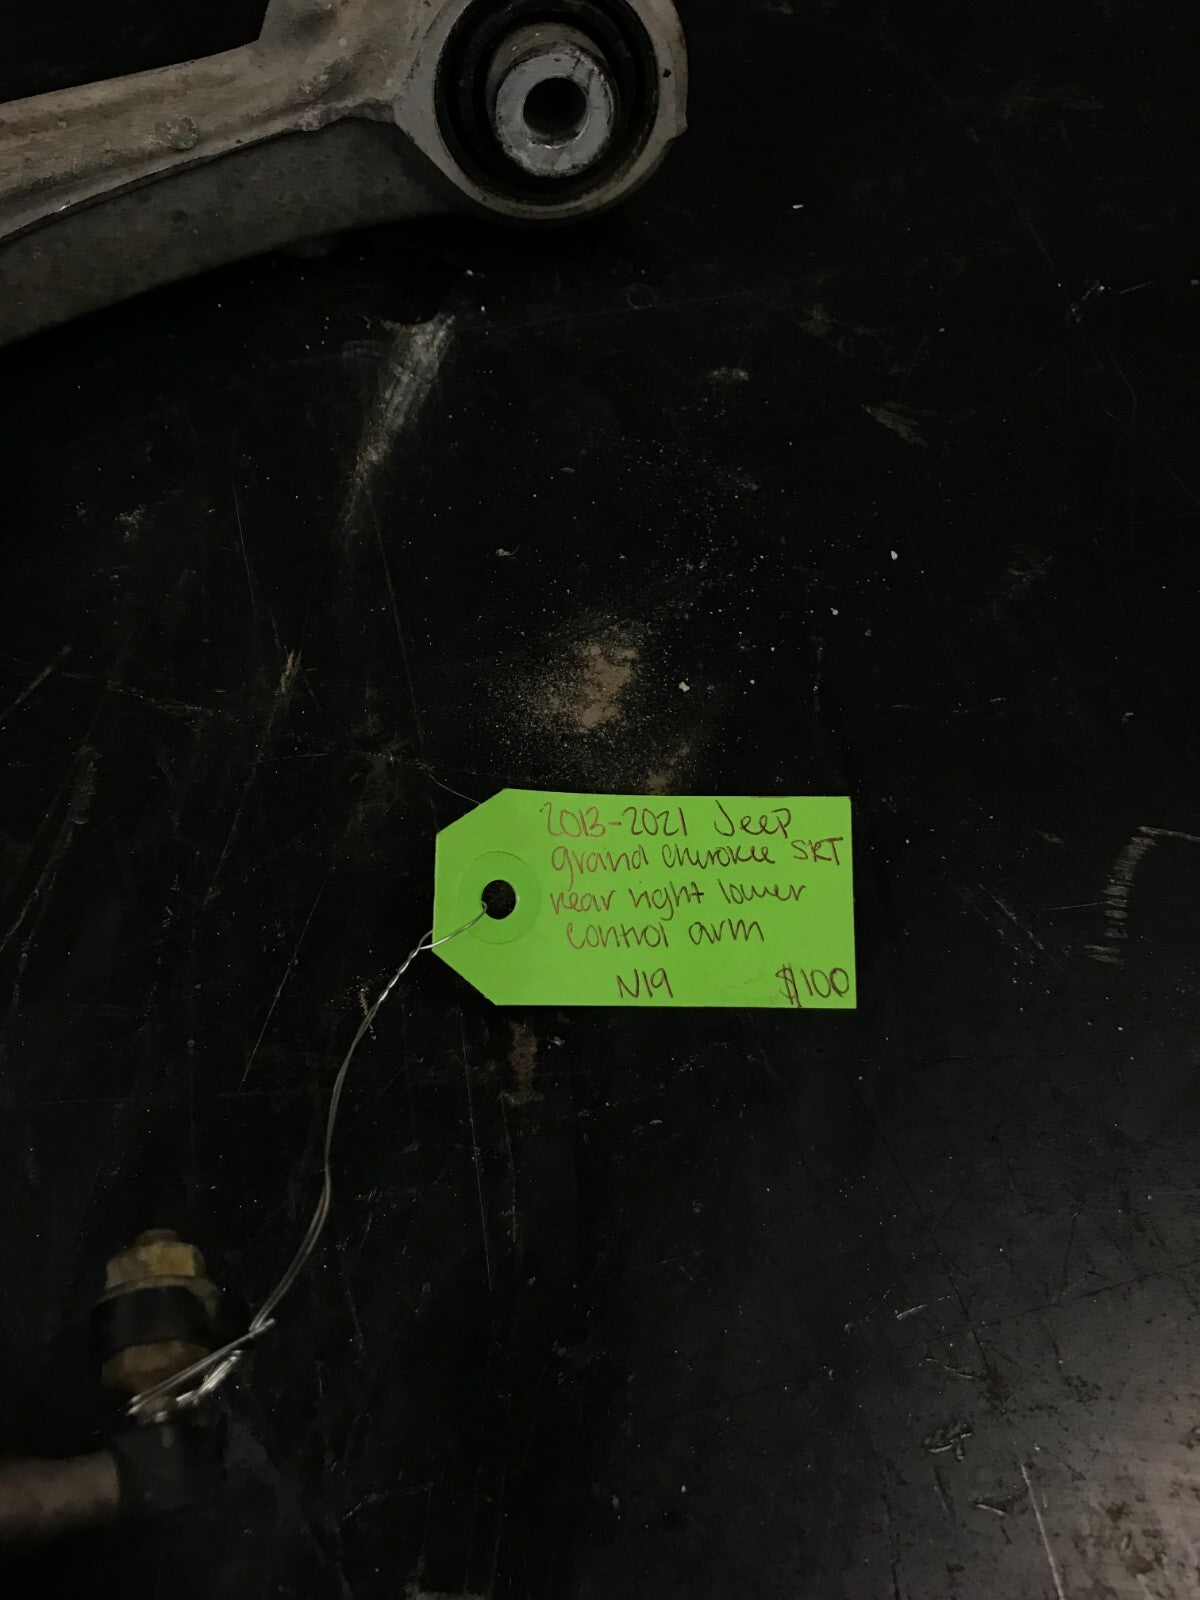 2013-2021 Jeep
grand cherokee SRT
rear right lower
control arm
N19 $100